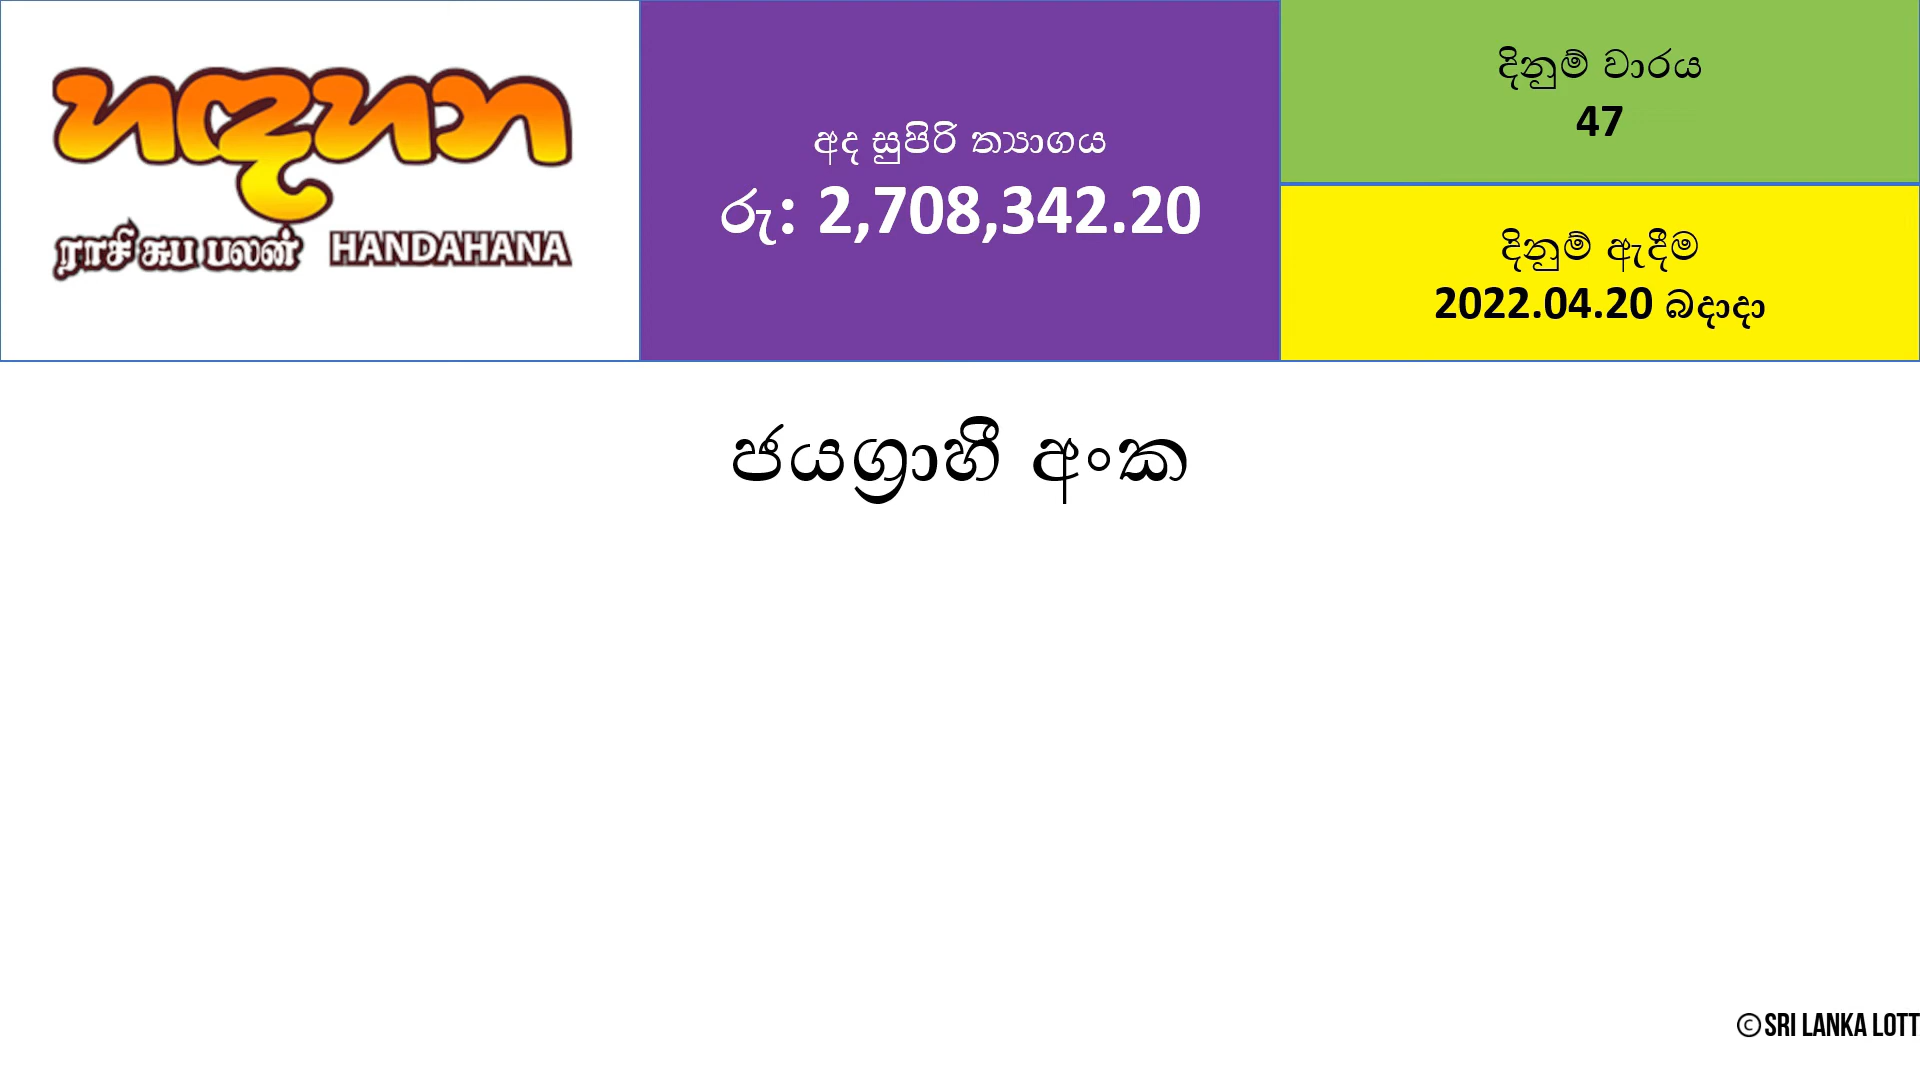 හඳහන
ராசி சுப பலன் HANDAHANA
අද සුපිරි ත්‍යාගය
රු: 2,708,342.20
දිනුම් වාරය
47
දිනුම් ඇදීම
2022.04.20 බදාදා
ජයග්‍රාහී අංක
© SRI LANKA LOTT